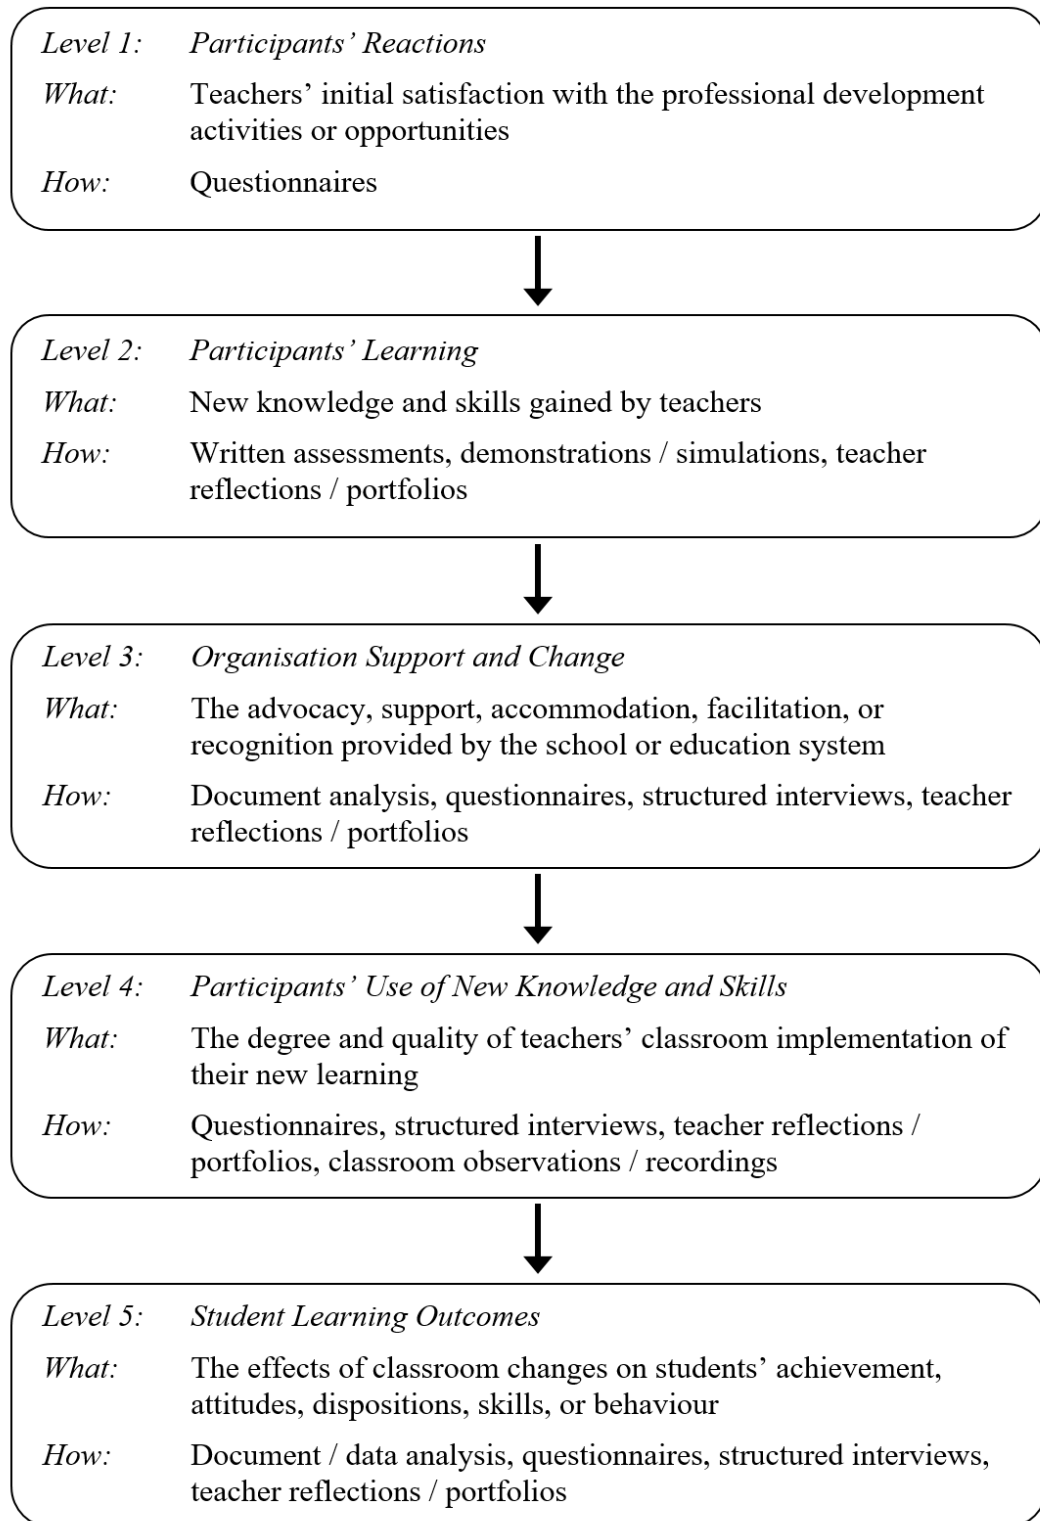 Level 1: Participants’ Reactions
What: Teachers’ initial satisfaction with the professional development
activities or opportunities
How: Questionnaires
Level 2: Participants’ Learning
What: New knowledge and skills gained by teachers
How: Written assessments, demonstrations / simulations, teacher
reflections / portfolios
Level 3: Organisation Support and Change
What: The advocacy, support, accommodation, facilitation, or
recognition provided by the school or education system
How: Document analysis, questionnaires, structured interviews, teacher
reflections / portfolios
Level 4: Participants’ Use of New Knowledge and Skills
What: The degree and quality of teachers’ classroom implementation of
their new learning
How: Questionnaires, structured interviews, teacher reflections /
portfolios, classroom observations / recordings
Level 5: Student Learning Outcomes
What: The effects of classroom changes on students’ achievement,
attitudes, dispositions, skills, or behaviour
How: Document / data analysis, questionnaires, structured interviews,
teacher reflections / portfolios